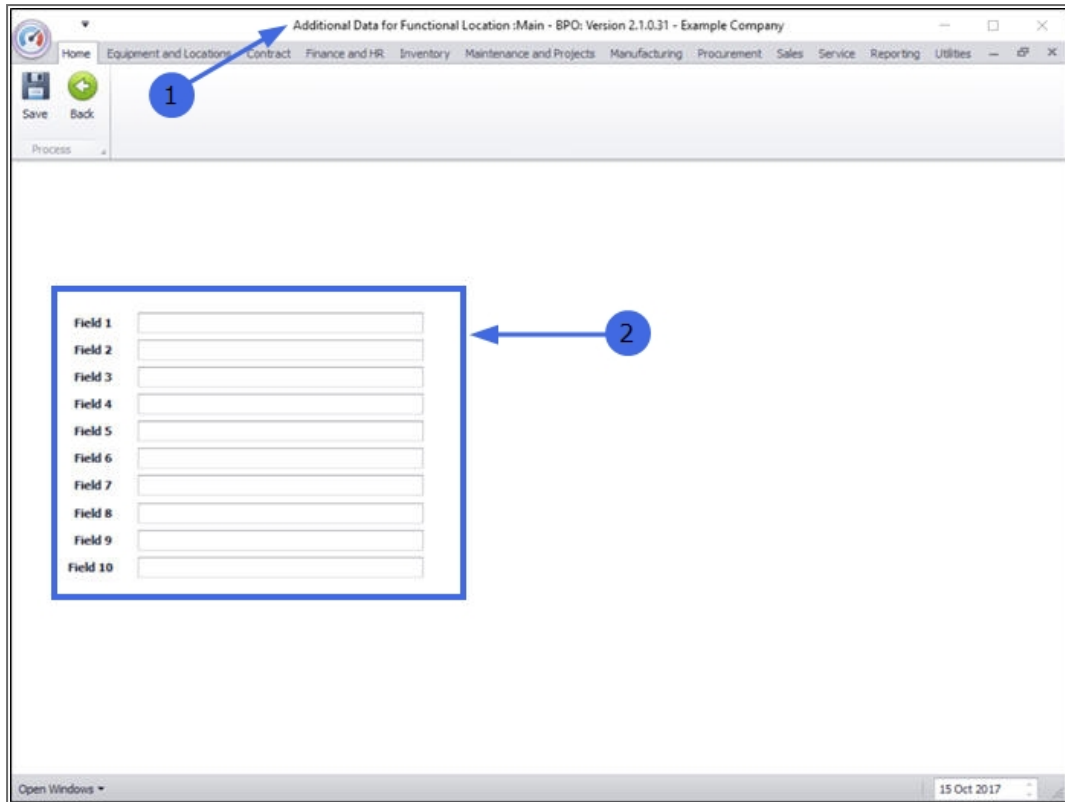 Additional Data for Functional Location :Main - BPO: Version 2.1.0.31 - Example Company
Home Equipment and Locations Contract Finance and HR Inventory Maintenance and Projects Manufacturing Procurement Sales Service Reporting Utilities
1
Save Back
Process
Field 1
Field 2
2
Field 3
Field 4
Field 5
Field 6
Field 7
Field 8
Field 9
Field 10
Open Windows 15 Oct 2017